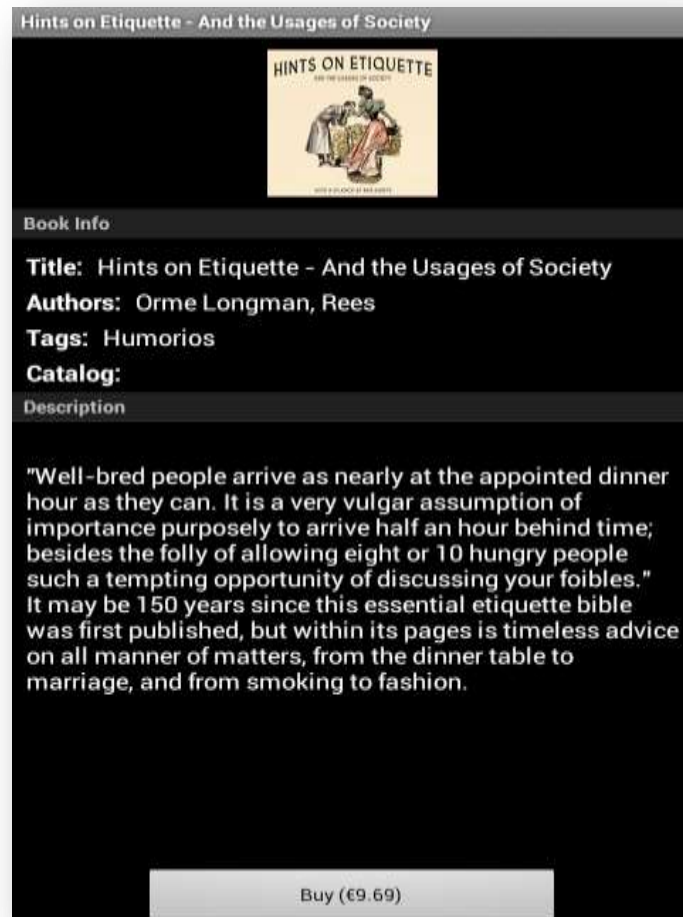 Hints on Etiquette - And the Usages of Society
HINTS ON ETIQUETTE
AND THE USAGES OF SOCIETY
Book Info
Title: Hints on Etiquette - And the Usages of Society
Authors: Orme Longman, Rees
Tags: Humorios
Catalog:
Description
"Well-bred people arrive as nearly at the appointed dinner
hour as they can. It is a very vulgar assumption of
importance purposely to arrive half an hour behind time;
besides the folly of allowing eight or 10 hungry people
such a tempting opportunity of discussing your foibles."
It may be 150 years since this essential etiquette bible
was first published, but within its pages is timeless advice
on all manner of matters, from the dinner table to
marriage, and from smoking to fashion.
Buy (€9.69)